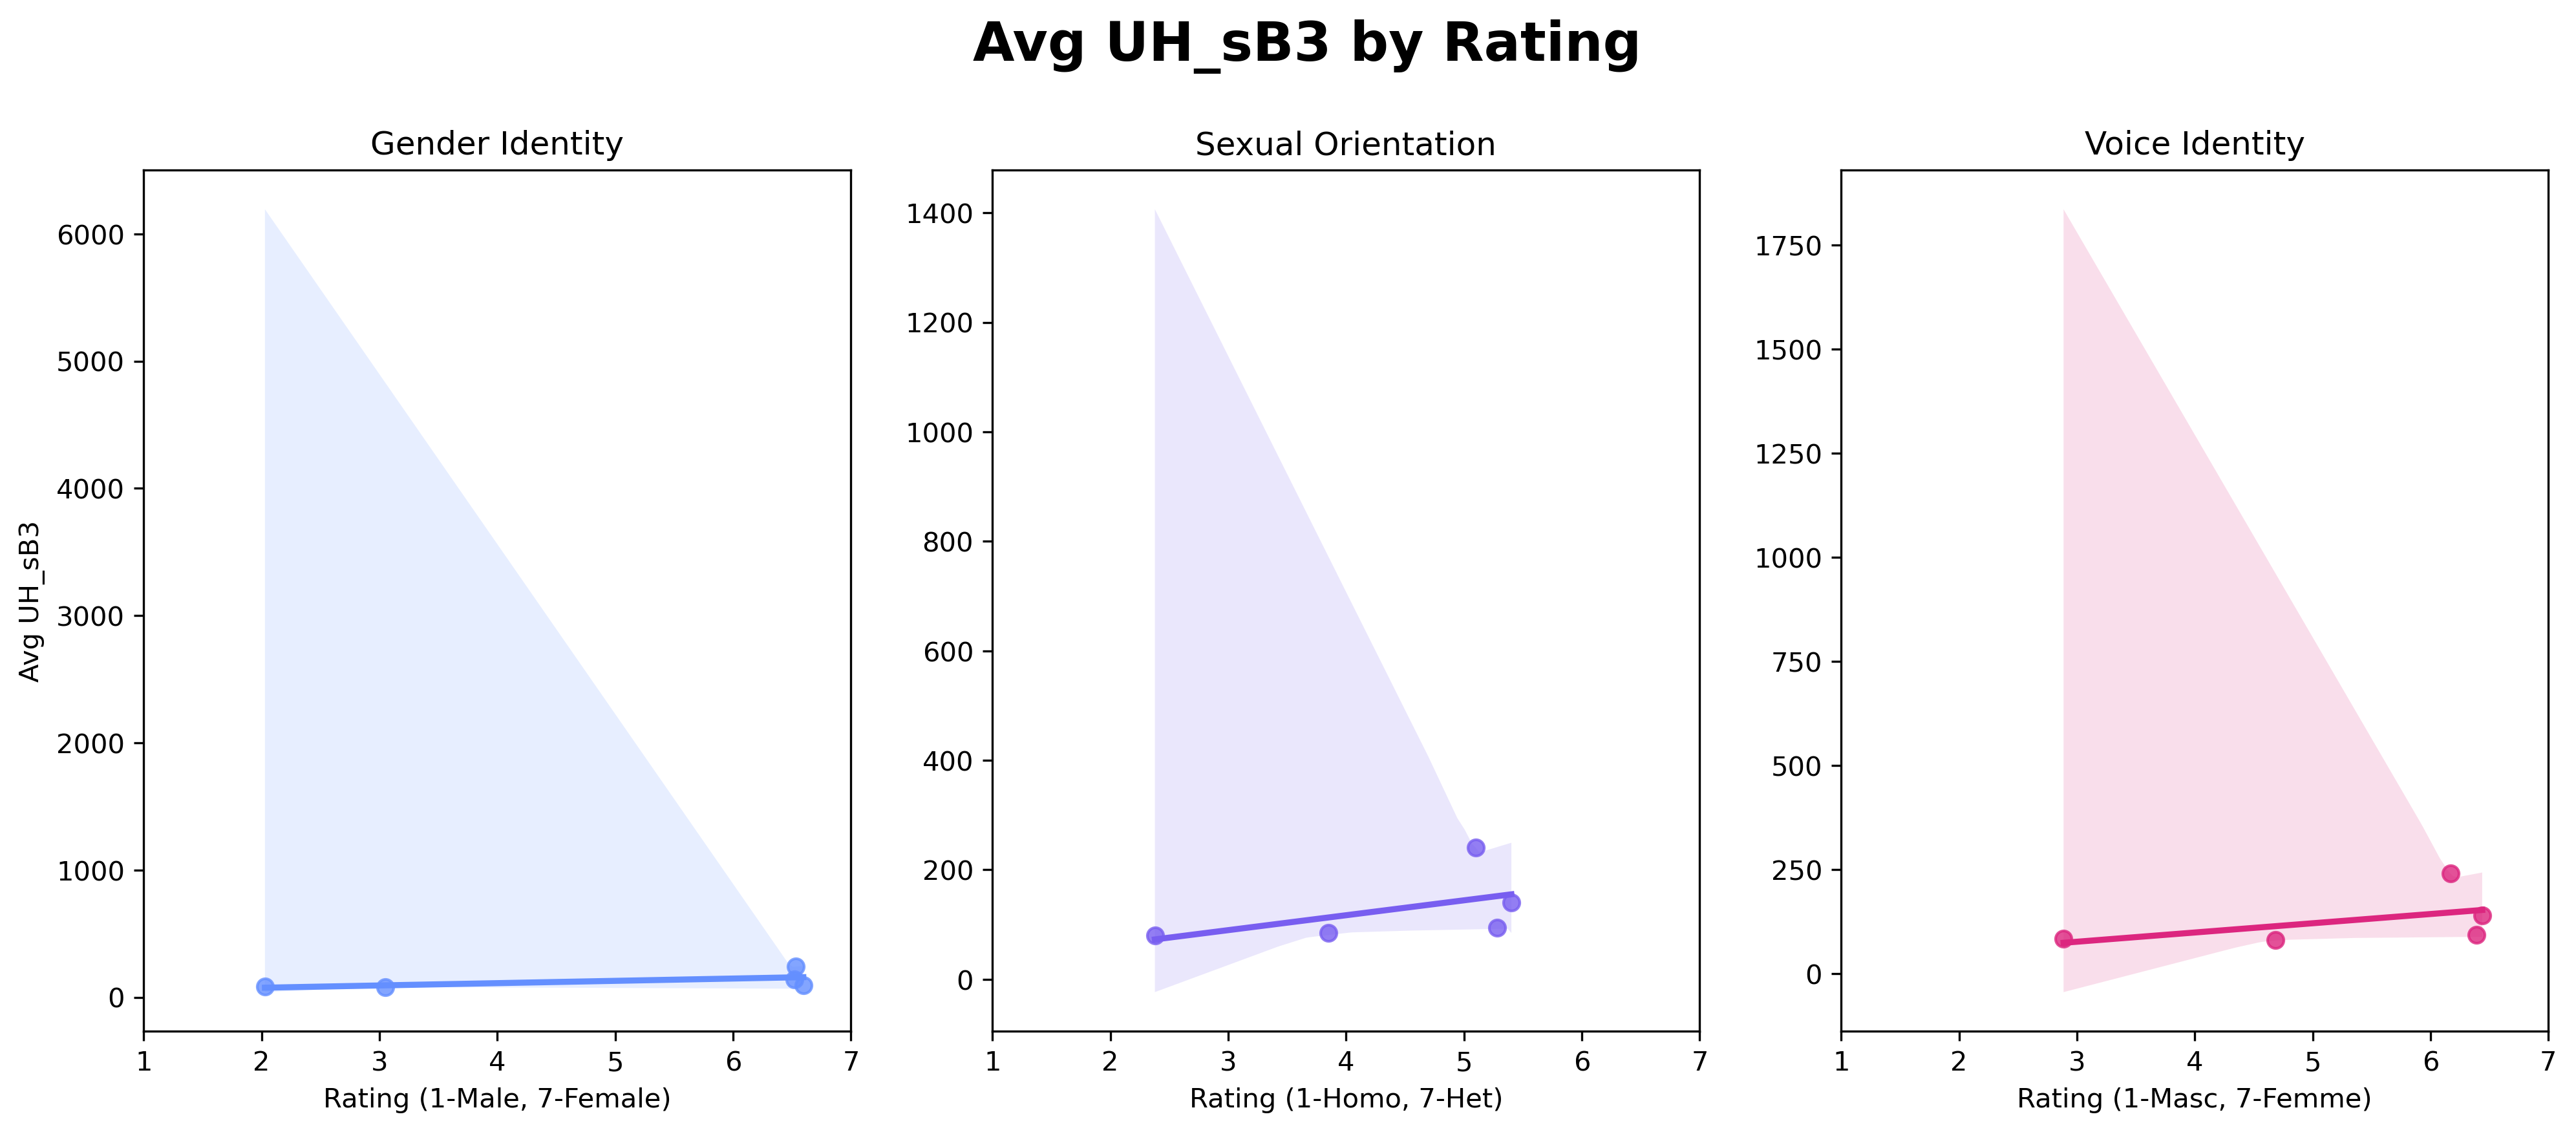 Avg UH_sB3 by Rating
Gender Identity
Sexual Orientation
Voice Identity
Avg UH_sB3
6000
5000
4000
3000
2000
1000
0
1 2 3 4 5 6 7
Rating (1-Male, 7-Female)
1400
1200
1000
800
600
400
200
0
1 2 3 4 5 6 7
Rating (1-Homo, 7-Het)
1750
1500
1250
1000
750
500
250
0
1 2 3 4 5 6 7
Rating (1-Masc, 7-Femme)